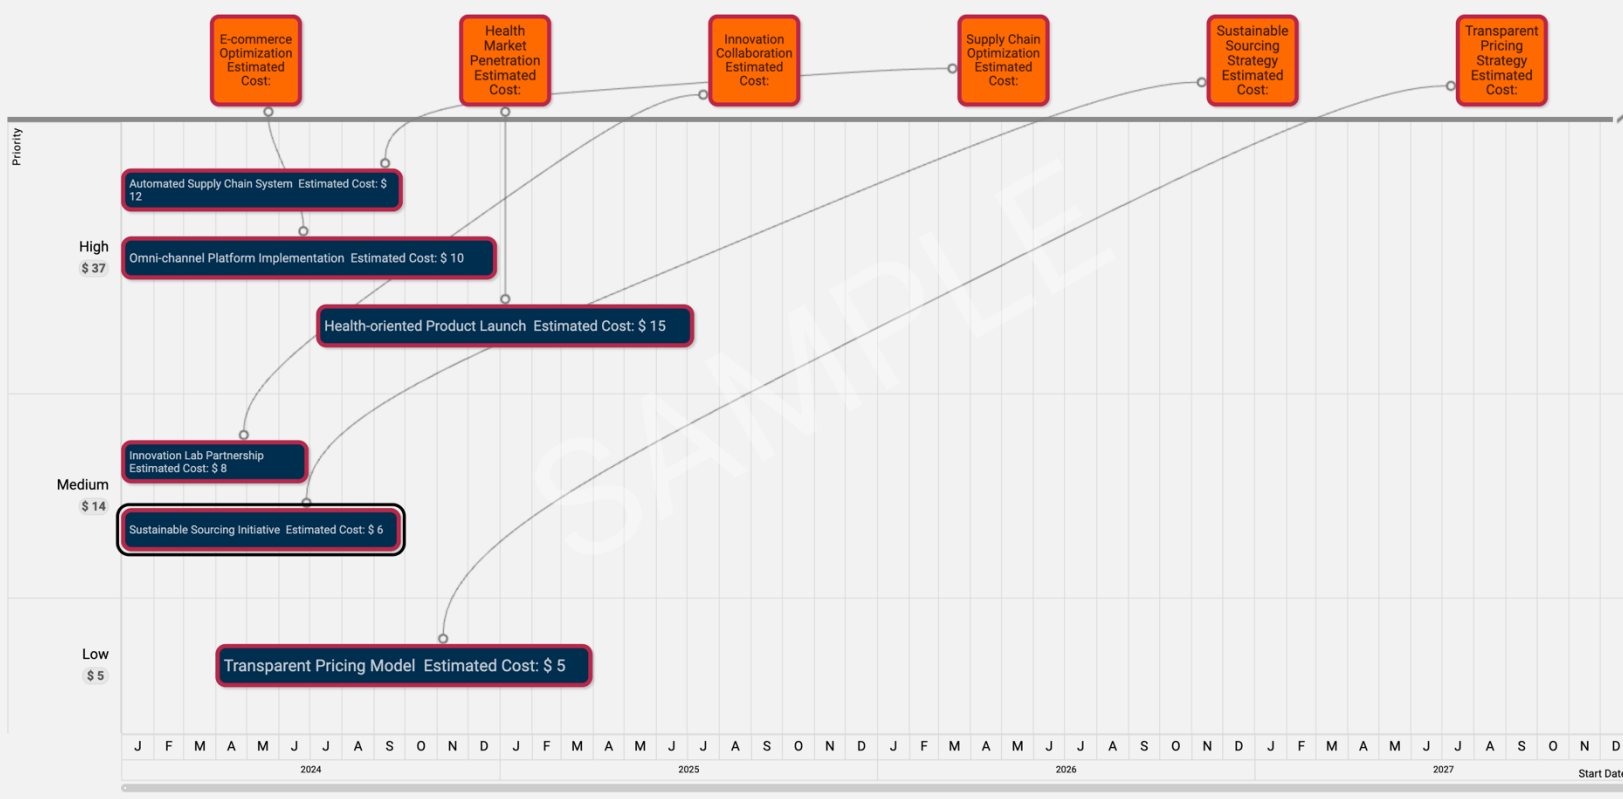 E-commerce
Optimization
Estimated
Cost:
Health
Market
Penetration
Estimated
Cost:
Innovation
Collaboration
Estimated
Cost:
Supply Chain
Optimization
Estimated
Cost:
Sustainable
Sourcing
Strategy
Estimated
Cost:
Transparent
Pricing
Strategy
Estimated
Cost:
Priority
Automated Supply Chain System Estimated Cost: $
12
High
$ 37
Omni-channel Platform Implementation Estimated Cost: $ 10
Health-oriented Product Launch Estimated Cost: $ 15
SAMPLE
Innovation Lab Partnership
Estimated Cost: $ 8
Medium
$ 14
Sustainable Sourcing Initiative Estimated Cost: $ 6
Low
$ 5
Transparent Pricing Model Estimated Cost: $ 5
J F M A M J J A S O N D J F M A M J J A S O N D J F M A M J J A S O N D J F M A M J J A S O N D
2024 2025 2026 2027
Start Date